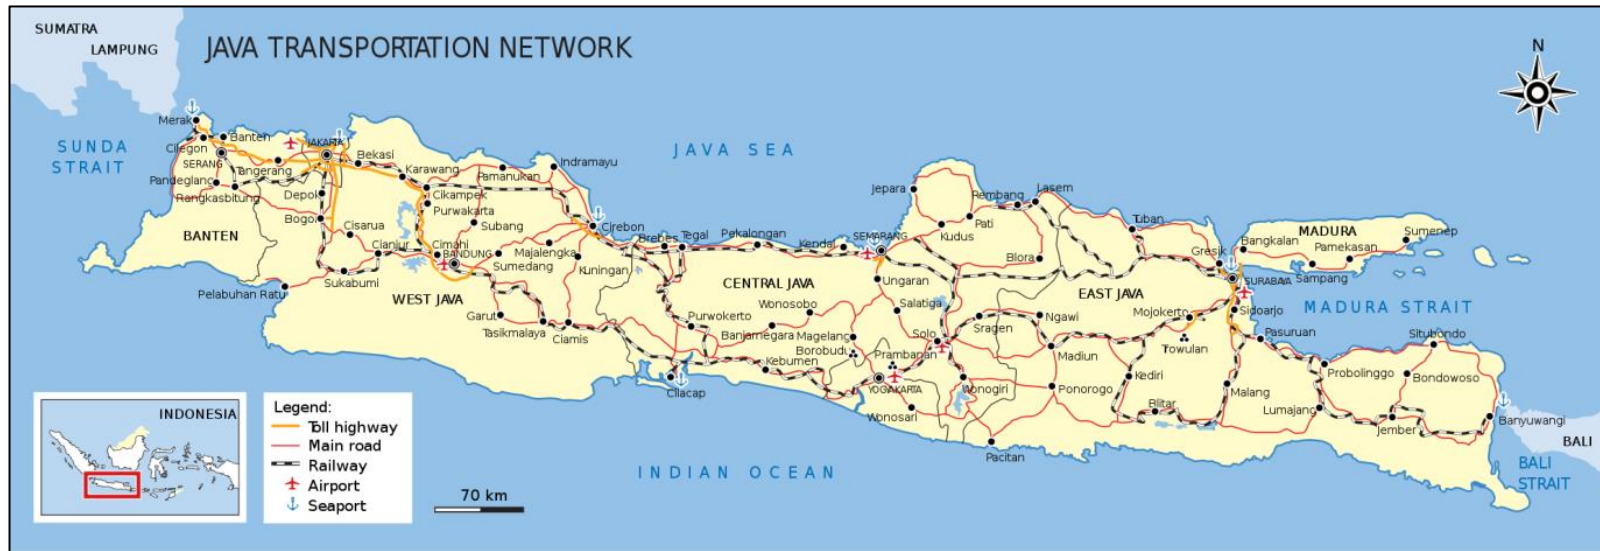 SUMATRA
LAMPUNG
JAVA TRANSPORTATION NETWORK
N
SUNDA
STRAIT
JAVA SEA
Merak
Cilegon
Banten
SERANG
Pandeglang
Rangkasbitung
Tangerang
JAKARTA
Bekasi
Depok
Bogor
Karawang
Cikampek
Purwakarta
Pamanukan
Indramayu
Subang
Cisarua
Cianjur
Cimahi
BANDUNG
Majalengka
Sumedang
Cirebon
Kuningan
BANTEN
Pelabuhan Ratu
Sukabumi
WEST JAVA
Garut
Tasikmalaya
Ciamis
Brebes
Tegal
Pekalongan
Kendal
SEMARANG
Jepara
Rembang
Lasem
Pati
Kudus
Blora
Tuban
Gresik
Bangkalan
MADURA
Pamekasan
Sumenep
Sampang
SURABAYA
MADURA STRAIT
CENTRAL JAVA
Ungaran
Wonosobo
Salatiga
Purwokerto
Banjarnegara
Magelang
Borobudur
Solo
Prambanan
Sragen
Ngawi
EAST JAVA
Mojokerto
Sidoarjo
Towulan
Pasuruan
Situbondo
Cilacap
Kebumen
YOGYAKARTA
Wonosari
Wonogiri
Madiun
Ponorogo
Pacitan
Kediri
Blitar
Malang
Lumajang
Probolinggo
Bondowoso
Jember
Banyuwangi
BALI
BALI
STRAIT
INDIAN OCEAN
INDONESIA
Legend:
Toll highway
Main road
Railway
Airport
Seaport
70 km